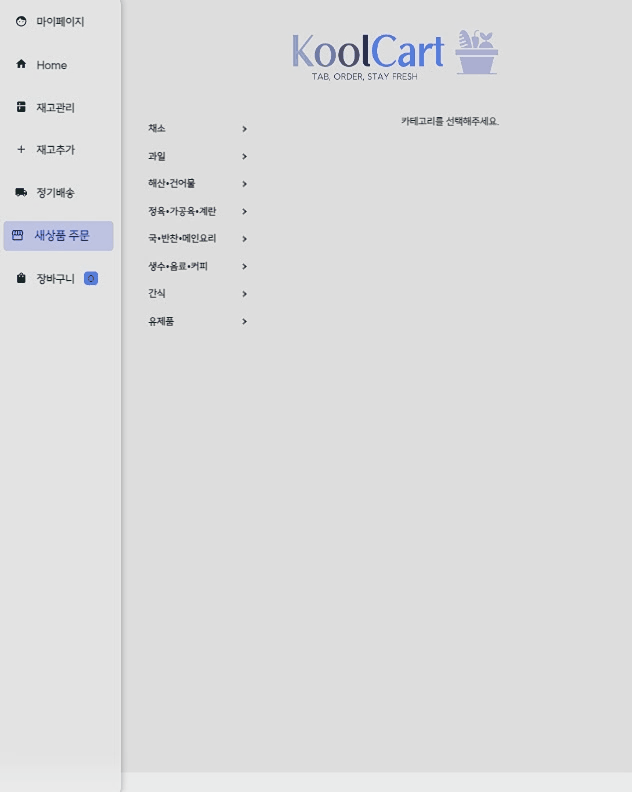 마이페이지
Home
재고관리
재고추가
정기배송
새상품 주문
장바구니
KoolCart
TAB, ORDER, STAY FRESH
채소
과일
해산•건어물
정육•가공육•계란
국•반찬•메인요리
생수•음료•커피
간식
유제품
카테고리를 선택해주세요.